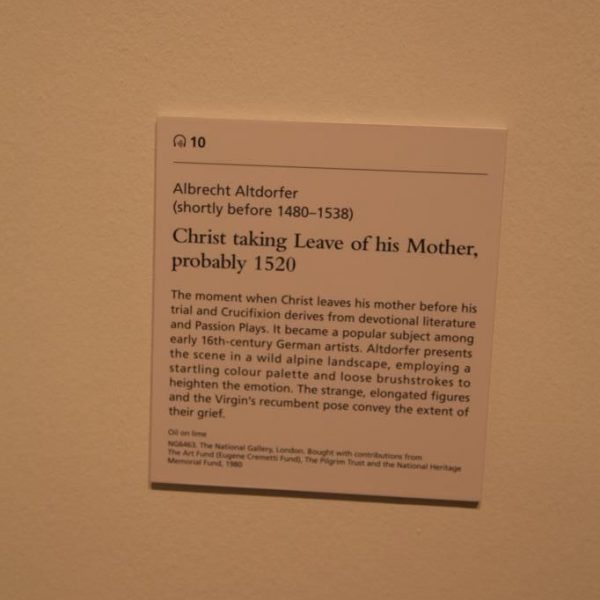 10
Albrecht Altdorfer
(shortly before 1480–1538)
Christ taking Leave of his Mother,
probably 1520
The moment when Christ leaves his mother before his
trial and Crucifixion derives from devotional literature
and Passion Plays. It became a popular subject among
early 16th-century German artists. Altdorfer presents
the scene in a wild alpine landscape, employing a
startling colour palette and loose brushstrokes to
heighten the emotion. The strange, elongated figures
and the Virgin's recumbent pose convey the extent of
their grief.
Oil on lime
NG6463. The National Gallery, London. Bought with contributions from
The Art Fund (Eugene Cremetti Fund), The Pilgrim Trust and the National Heritage
Memorial Fund, 1980